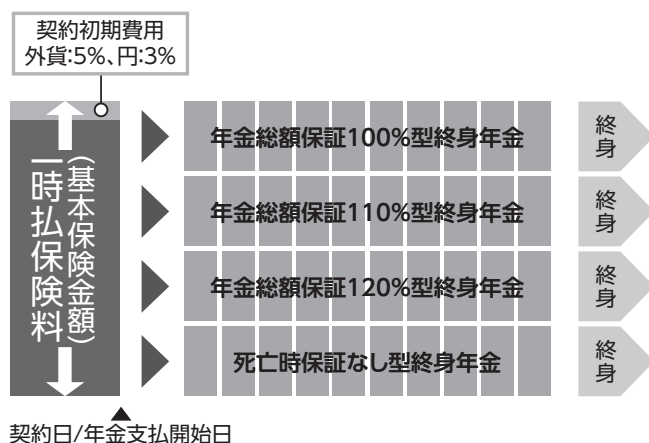 契約初期費用
外貨:5%、円:3%
一時払保険料
(基本保険金額)
年金総額保証100%型終身年金
終身
年金総額保証110%型終身年金
終身
年金総額保証120%型終身年金
終身
死亡時保証なし型終身年金
終身
契約日/年金支払開始日